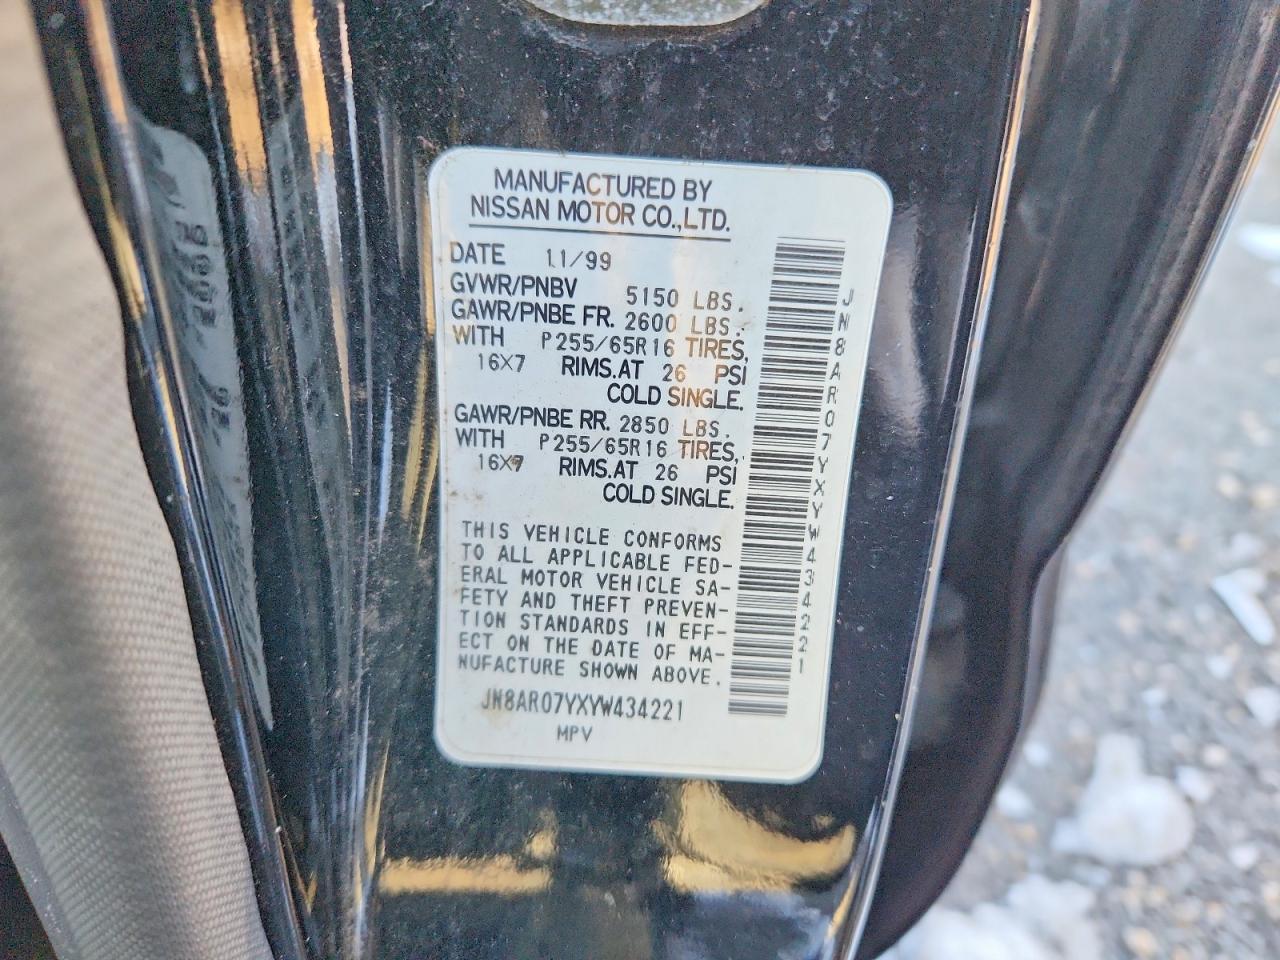 MANUFACTURED BY
NISSAN MOTOR CO.,LTD.
DATE 11/99
GVWR/PNBV 5150 LBS.
GAWR/PNBE FR. 2600 LBS.
WITH P255/65R16 TIRES,
16X7 RIMS.AT 26 PSI
COLD SINGLE.
GAWR/PNBE RR. 2850 LBS.
WITH P255/65R16 TIRES,
16X7 RIMS.AT 26 PSI
COLD SINGLE.
THIS VEHICLE CONFORMS
TO ALL APPLICABLE FED-
ERAL MOTOR VEHICLE SA-
FETY AND THEFT PREVEN-
TION STANDARDS IN EFF-
ECT ON THE DATE OF MA-
NUFACTURE SHOWN ABOVE.
JN8AR07YXYW434221
MPV
JN8AR07YXYW434221